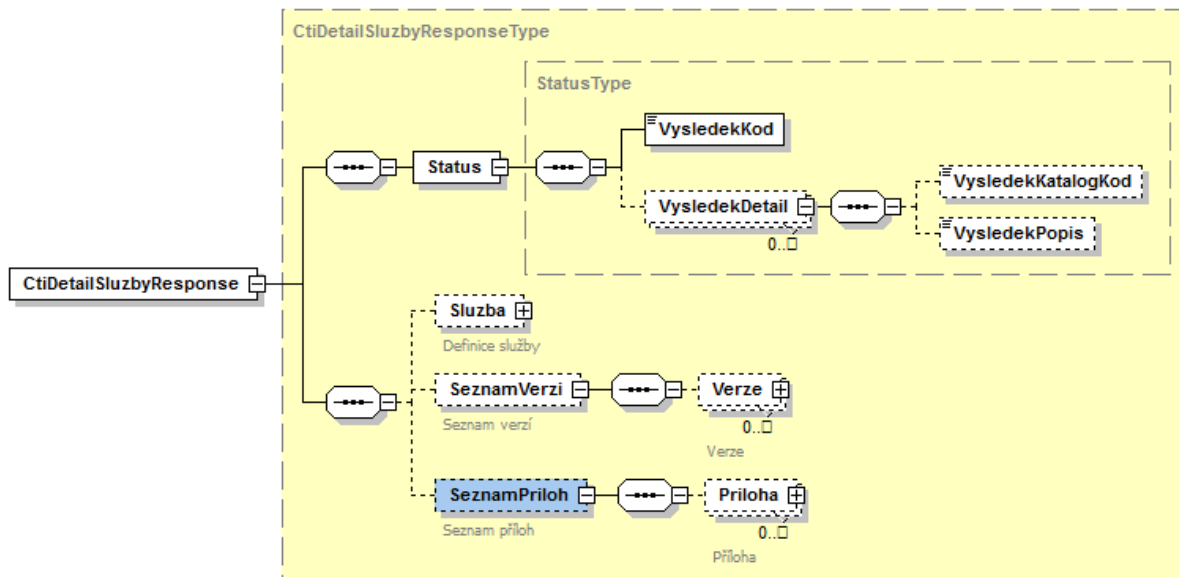 CtiDetailSluzbyResponseType
StatusType
VysledekKod
Status
VysledekKatalogKod
VysledekDetail
0..□
VysledekPopis
CtiDetailSluzbyResponse
Sluzba
Definice služby
SeznamVerzi
Verze
0..□
Seznam verzí
Verze
SeznamPriloh
Priloha
0..□
Seznam příloh
Příloha